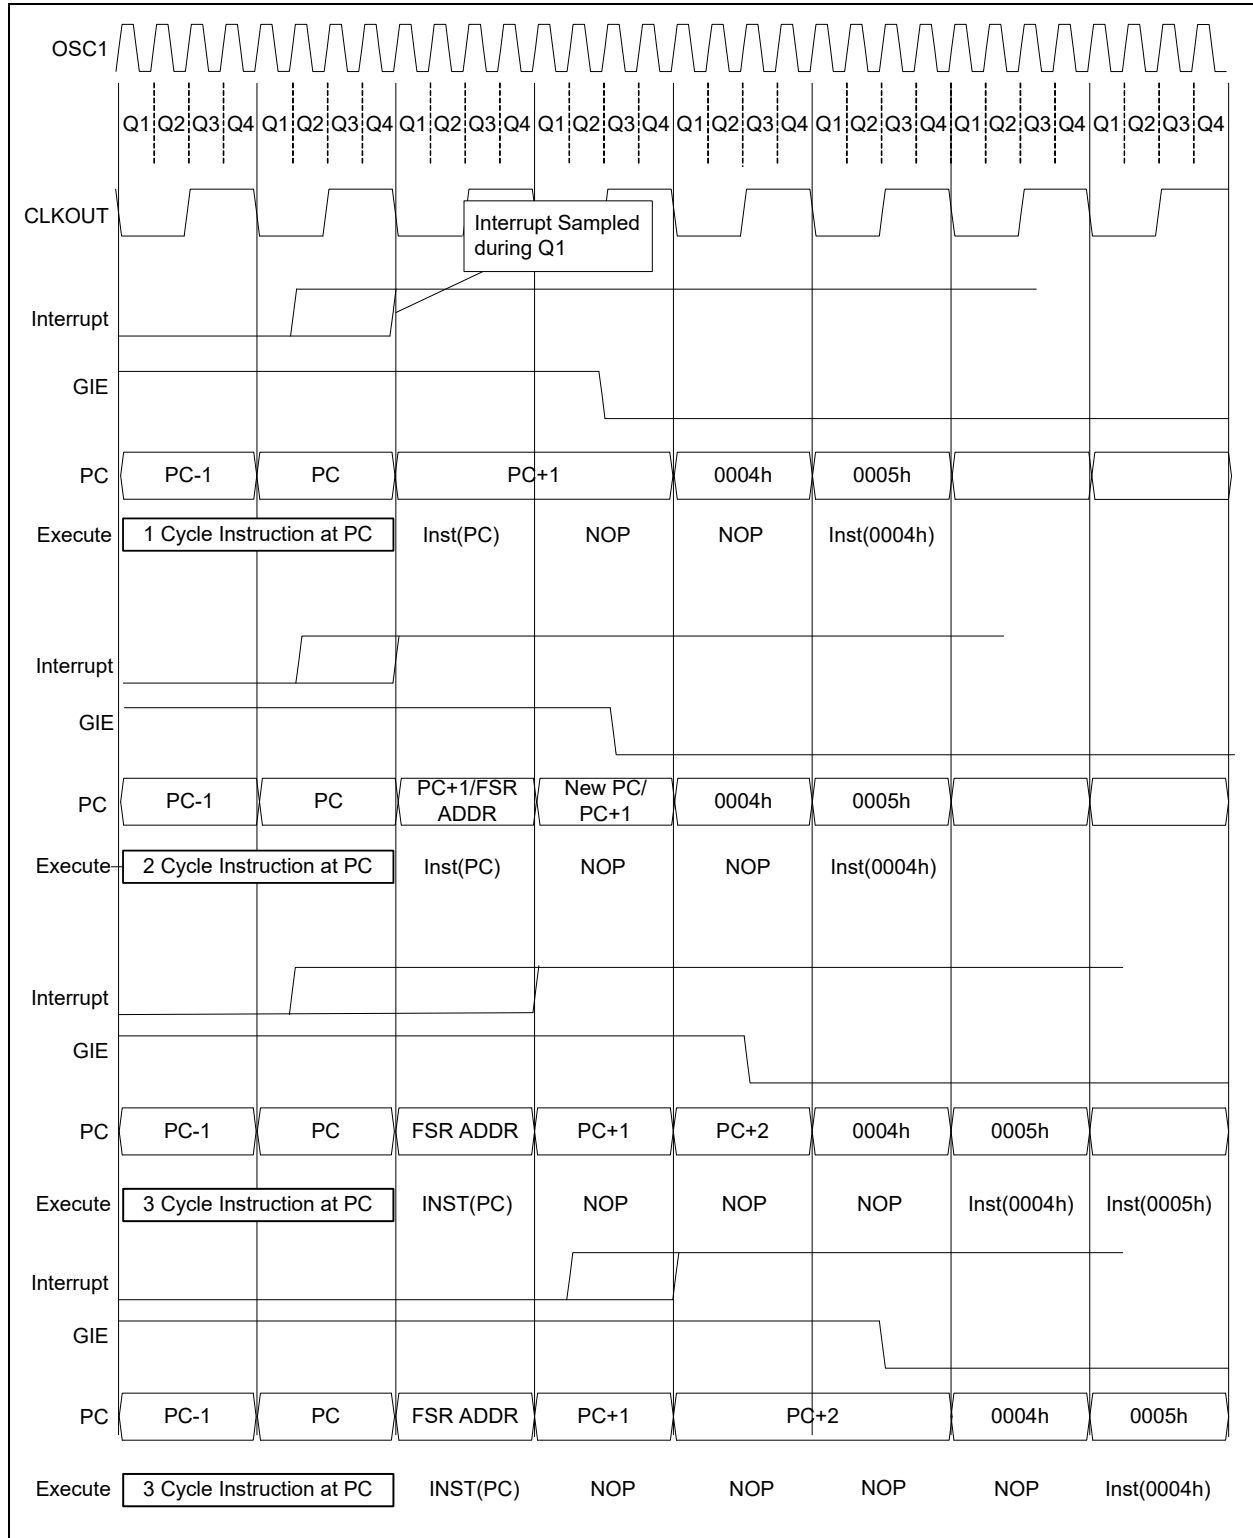 OSC1
Q1 Q2 Q3 Q4 Q1 Q2 Q3 Q4 Q1 Q2 Q3 Q4 Q1 Q2 Q3 Q4 Q1 Q2 Q3 Q4 Q1 Q2 Q3 Q4 Q1 Q2 Q3 Q4 Q1 Q2 Q3 Q4
CLKOUT
Interrupt Sampled
during Q1
Interrupt
GIE
PC PC-1 PC PC+1 0004h 0005h
Execute 1 Cycle Instruction at PC Inst(PC) NOP NOP Inst(0004h)
Interrupt
GIE
PC PC-1 PC PC+1/FSR ADDR New PC/ PC+1 0004h 0005h
Execute 2 Cycle Instruction at PC Inst(PC) NOP NOP Inst(0004h)
Interrupt
GIE
PC PC-1 PC FSR ADDR PC+1 PC+2 0004h 0005h
Execute 3 Cycle Instruction at PC INST(PC) NOP NOP NOP Inst(0004h) Inst(0005h)
Interrupt
GIE
PC PC-1 PC FSR ADDR PC+1 PC+2 0004h 0005h
Execute 3 Cycle Instruction at PC INST(PC) NOP NOP NOP NOP Inst(0004h)